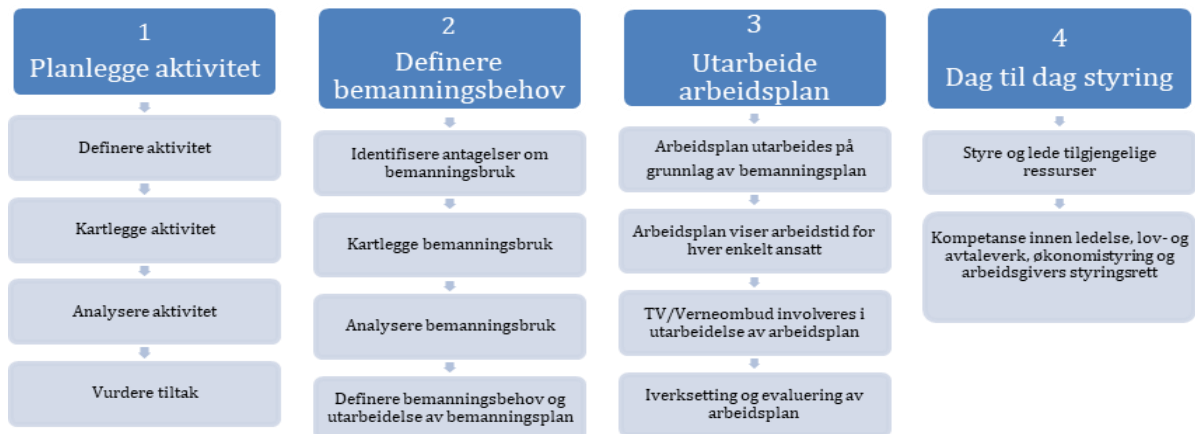 1
Planlegge aktivitet
Definere aktivitet
Kartlegge aktivitet
Analysere aktivitet
Vurdere tiltak
2
Definere
bemanningsbehov
Identifisere antagelser om
bemanningsbruk
Kartlegge bemanningsbruk
Analysere bemanningsbruk
Definere bemanningsbehov og
utarbeidelse av bemanningsplan
3
Utarbeide
arbeidsplan
Arbeidsplan utarbeides på
grunnlag av bemanningsplan
Arbeidsplan viser arbeidstid for
hver enkelt ansatt
TV/Verneombud involveres i
utarbeidelse av arbeidsplan
Iverksetting og evaluering av
arbeidsplan
4
Dag til dag styring
Styre og lede tilgjengelige
ressurser
Kompetanse innen ledelse, lov- og
avtaleverk, økonomistyring og
arbeidsgivers styringsrett